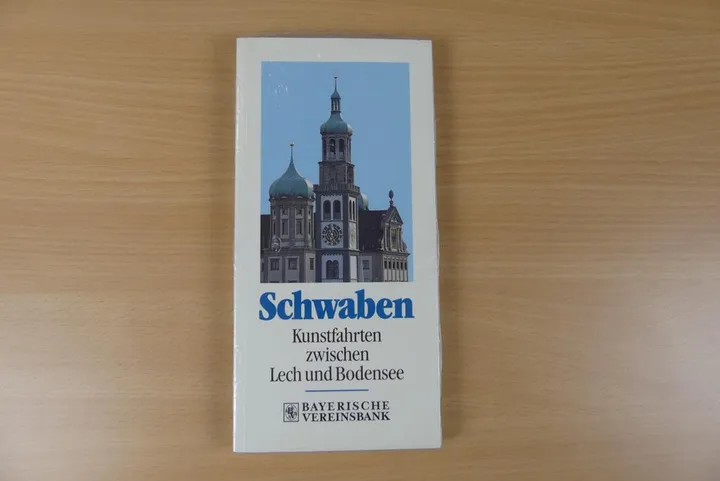 Schwaben
Kunstfahrten
zwischen
Lech und Bodensee
BAYERISCHE
VEREINSBANK